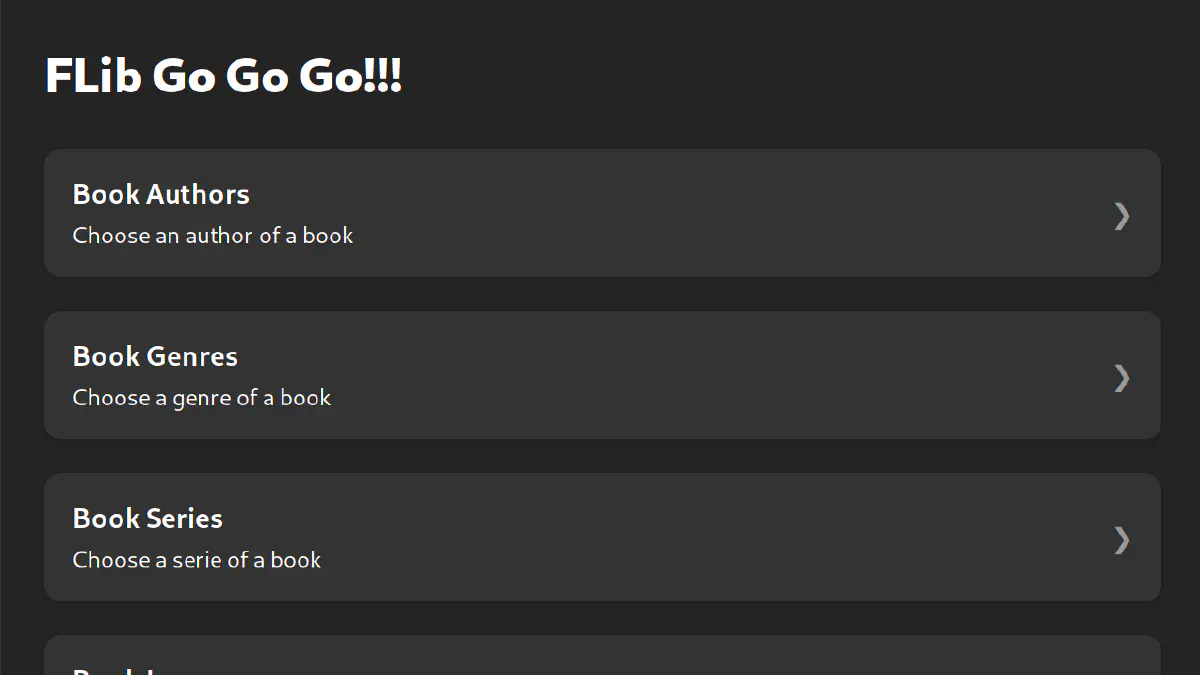 FLib Go Go Go!!!
Book Authors
Choose an author of a book
Book Genres
Choose a genre of a book
Book Series
Choose a serie of a book
Book